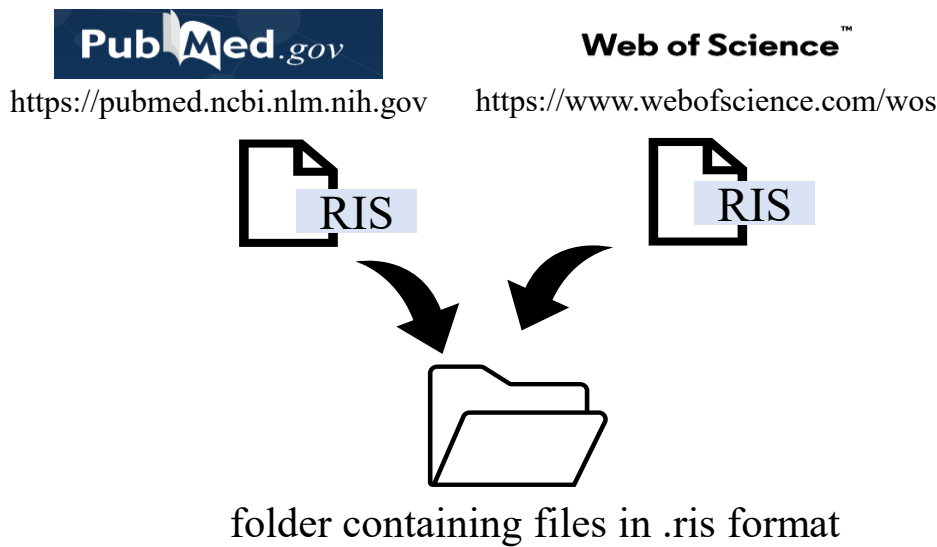 PubMed.gov
Web of Science™
https://pubmed.ncbi.nlm.nih.gov
https://www.webofscience.com/wos
RIS
RIS
folder containing files in .ris format